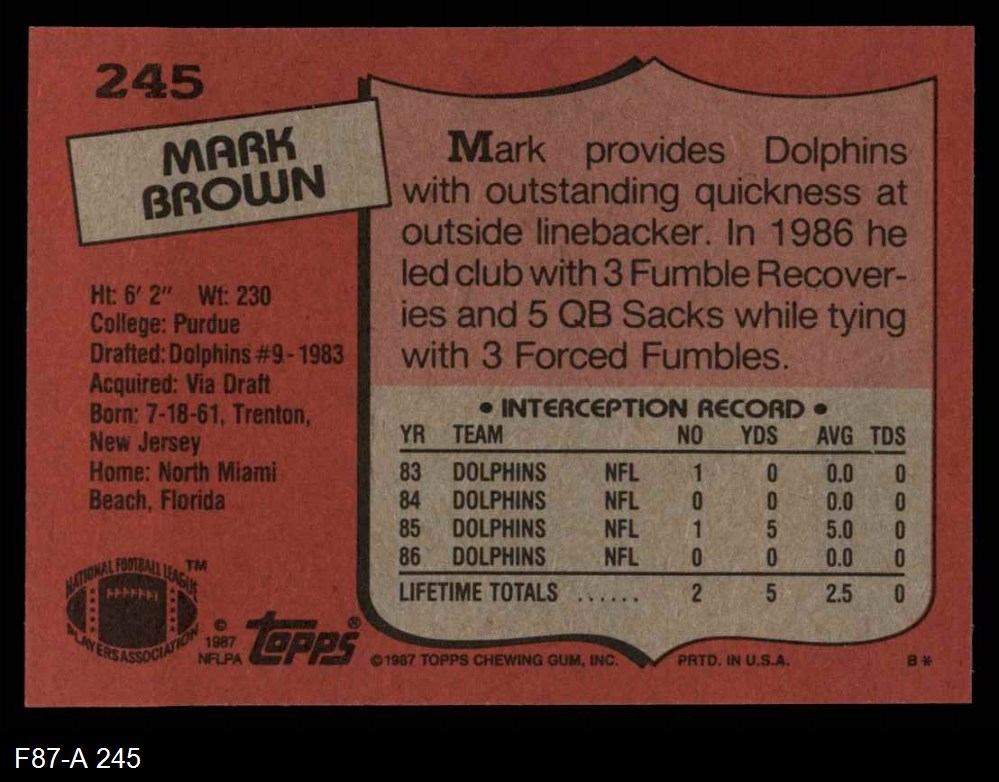 245
MARK
BROWN
Ht: 6' 2" Wt: 230
College: Purdue
Drafted: Dolphins #9 - 1983
Acquired: Via Draft
Born: 7-18-61, Trenton,
New Jersey
Home: North Miami
Beach, Florida
Mark provides Dolphins
with outstanding quickness at
outside linebacker. In 1986 he
led club with 3 Fumble Recover-
ies and 5 QB Sacks while tying
with 3 Forced Fumbles.
• INTERCEPTION RECORD •
YR TEAM NO YDS AVG TDS
83 DOLPHINS NFL 1 0 0.0 0
84 DOLPHINS NFL 0 0 0.0 0
85 DOLPHINS NFL 1 5 5.0 0
86 DOLPHINS NFL 0 0 0.0 0
LIFETIME TOTALS ...... 2 5 2.5 0
NATIONAL FOOTBALL LEAGUE ™
PLAYERS ASSOCIATION
©
1987
NFLPA
topps®
© 1987 TOPPS CHEWING GUM, INC. PRTD. IN U.S.A. B*
F87-A 245